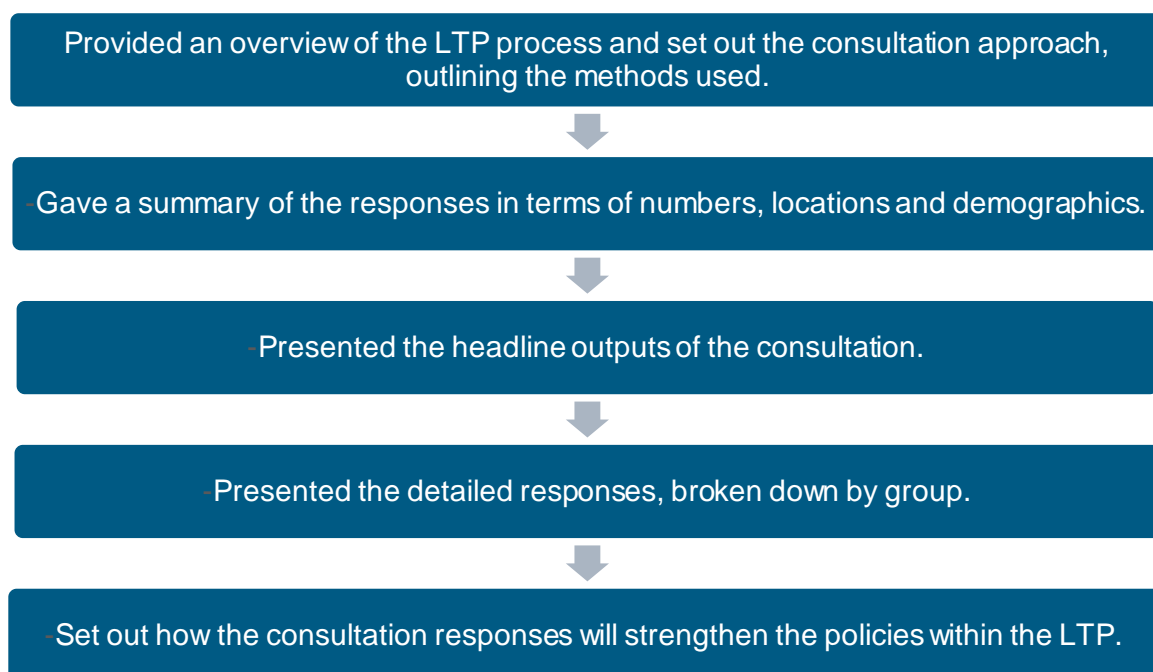 Provided an overview of the LTP process and set out the consultation approach,
outlining the methods used.
-Gave a summary of the responses in terms of numbers, locations and demographics.
-Presented the headline outputs of the consultation.
-Presented the detailed responses, broken down by group.
-Set out how the consultation responses will strengthen the policies within the LTP.